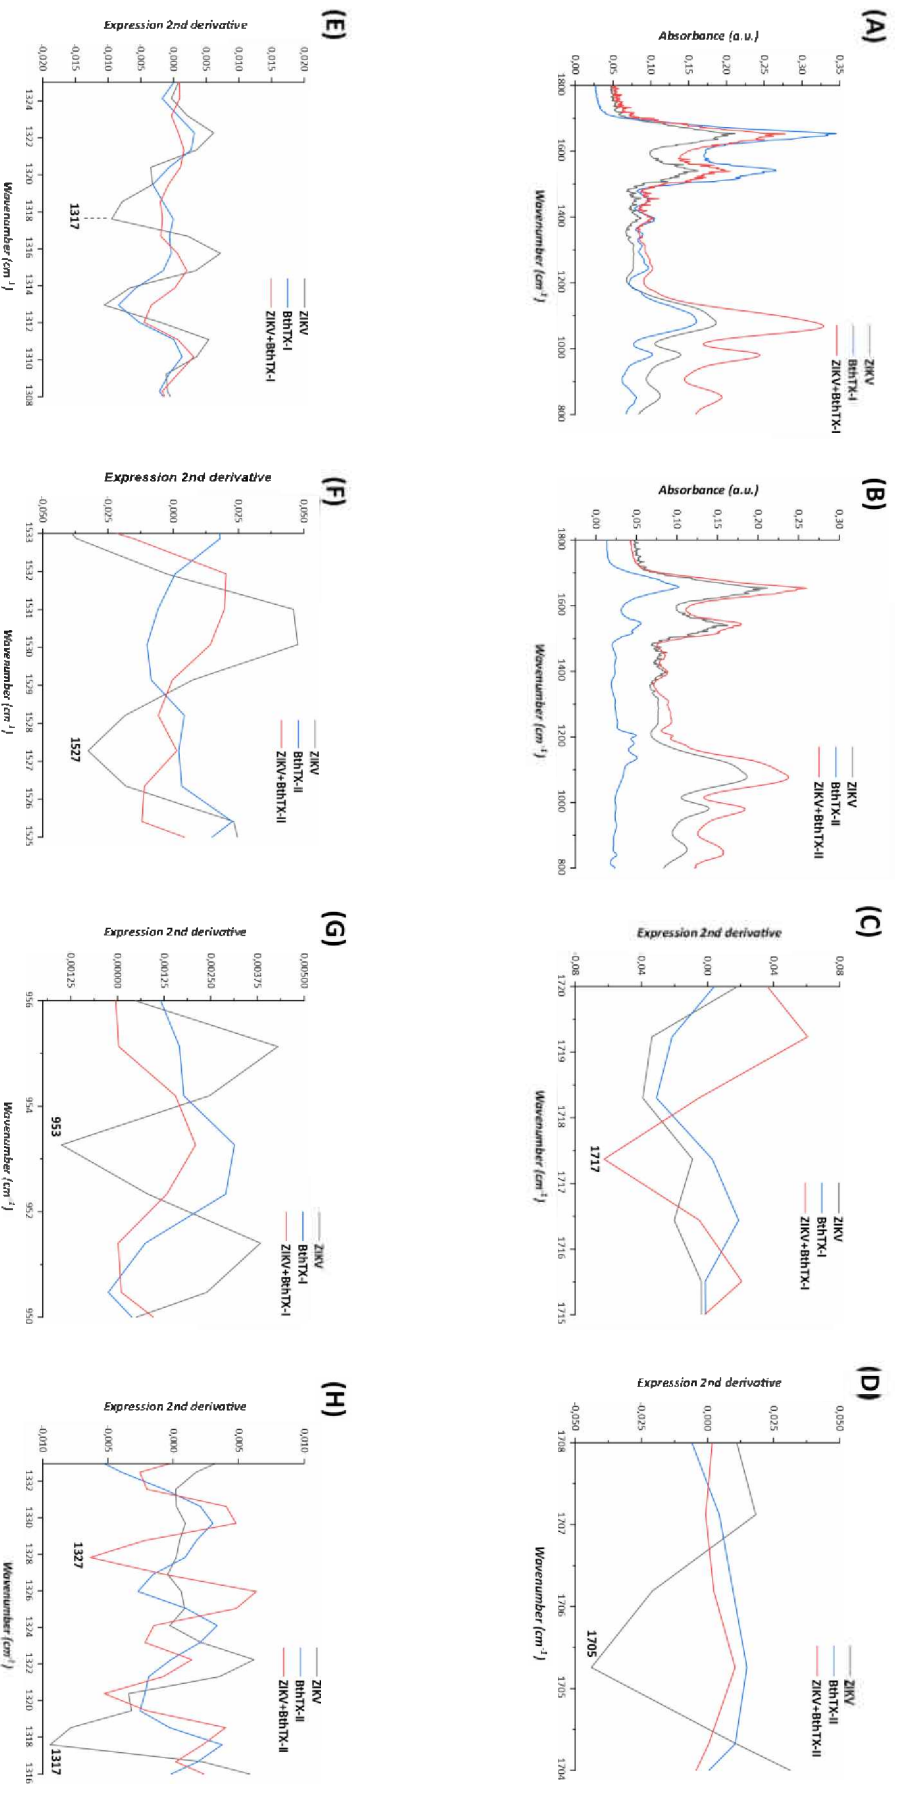 (A)
Absorbance (a.u.)
0,35
0,30
0,25
0,20
0,15
0,10
0,05
0,00
1800
1600
1400
1200
1000
800
Wavenumber (cm-1)
ZIKV
BthTX-I
ZIKV+BthTX-I
(B)
Absorbance (a.u.)
0,30
0,25
0,20
0,15
0,10
0,05
0,00
1800
1600
1400
1200
1000
800
Wavenumber (cm-1)
ZIKV
BthTX-II
ZIKV+BthTX-II
(C)
Expression 2nd derivative
0,08
0,04
0,00
-0,04
-0,08
1720
1719
1718
1717
1716
1715
Wavenumber (cm-1)
ZIKV
BthTX-I
ZIKV+BthTX-I
1717
(D)
Expression 2nd derivative
0,050
0,025
0,000
-0,025
-0,050
1708
1707
1706
1705
1704
Wavenumber (cm-1)
ZIKV
BthTX-II
ZIKV+BthTX-II
1705
(E)
Expression 2nd derivative
0,020
0,015
0,010
0,005
0,000
-0,005
-0,010
-0,015
-0,020
1324
1322
1320
1318
1316
1314
1312
1310
1308
Wavenumber (cm-1)
ZIKV
BthTX-I
ZIKV+BthTX-I
1317
(F)
Expression 2nd derivative
0,050
0,025
0,000
-0,025
-0,050
1533
1532
1531
1530
1529
1528
1527
1526
1525
Wavenumber (cm-1)
ZIKV
BthTX-II
ZIKV+BthTX-II
1527
(G)
Expression 2nd derivative
0,00500
0,00375
0,00250
0,00125
0,00000
-0,00125
956
954
952
950
Wavenumber (cm-1)
ZIKV
BthTX-I
ZIKV+BthTX-I
953
(H)
Expression 2nd derivative
0,010
0,005
0,000
-0,005
-0,010
1332
1330
1328
1326
1324
1322
1320
1318
1316
Wavenumber (cm-1)
ZIKV
BthTX-II
ZIKV+BthTX-II
1327
1317